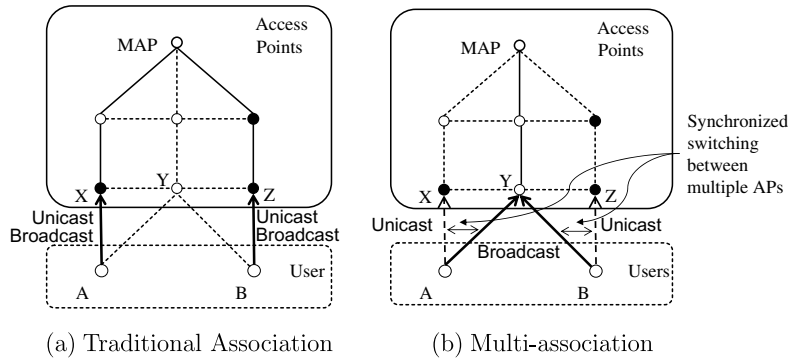 Access
Points
MAP
X
Y
Z
Unicast
Broadcast
Unicast
Broadcast
User
A
B
(a) Traditional Association
Access
Points
MAP
Synchronized
switching
between
multiple APs
X
Y
Z
Unicast
Unicast
Broadcast
Users
A
B
(b) Multi-association